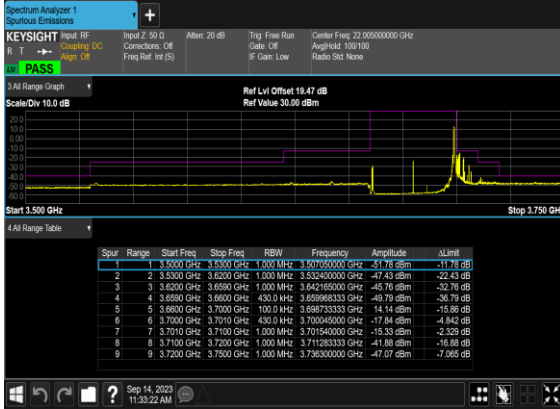 Spectrum Analyzer 1
Spurious Emissions
+
KEYSIGHT Input: RF Input Z: 50 Ω Atten: 20 dB Trig: Free Run Center Freq: 22.005000000 GHz
R T Coupling: DC Corrections: Off Gate: Off Avg|Hold: 100/100
Align: Off Freq Ref: Int (S) IF Gain: Low Radio Std: None
PASS
3 All Range Graph
Ref Lvl Offset 19.47 dB
Scale/Div 10.0 dB Ref Value 30.00 dBm
20.0
10.0
0.00
-10.0
-20.0
-30.0
-40.0
-50.0
-60.0
Start 3.500 GHz Stop 3.750 GH
4 All Range Table
Spur Range Start Freq Stop Freq RBW Frequency Amplitude ΔLimit
1 1 3.5000 GHz 3.5300 GHz 1.000 MHz 3.507050000 GHz -51.78 dBm -11.78 dB
2 2 3.5300 GHz 3.6200 GHz 1.000 MHz 3.532400000 GHz -47.43 dBm -22.43 dB
3 3 3.6200 GHz 3.6590 GHz 1.000 MHz 3.642165000 GHz -45.76 dBm -32.76 dB
4 4 3.6590 GHz 3.6600 GHz 430.0 kHz 3.659968333 GHz -49.79 dBm -36.79 dB
5 5 3.6600 GHz 3.7000 GHz 100.0 kHz 3.698733333 GHz 14.14 dBm -15.86 dB
6 6 3.7000 GHz 3.7010 GHz 430.0 kHz 3.700045000 GHz -17.84 dBm -4.842 dB
7 7 3.7010 GHz 3.7100 GHz 1.000 MHz 3.701540000 GHz -15.33 dBm -2.329 dB
8 8 3.7100 GHz 3.7200 GHz 1.000 MHz 3.711283333 GHz -41.88 dBm -16.88 dB
9 9 3.7200 GHz 3.7500 GHz 1.000 MHz 3.736300000 GHz -47.07 dBm -7.065 dB
? Sep 14, 2023
11:33:22 AM